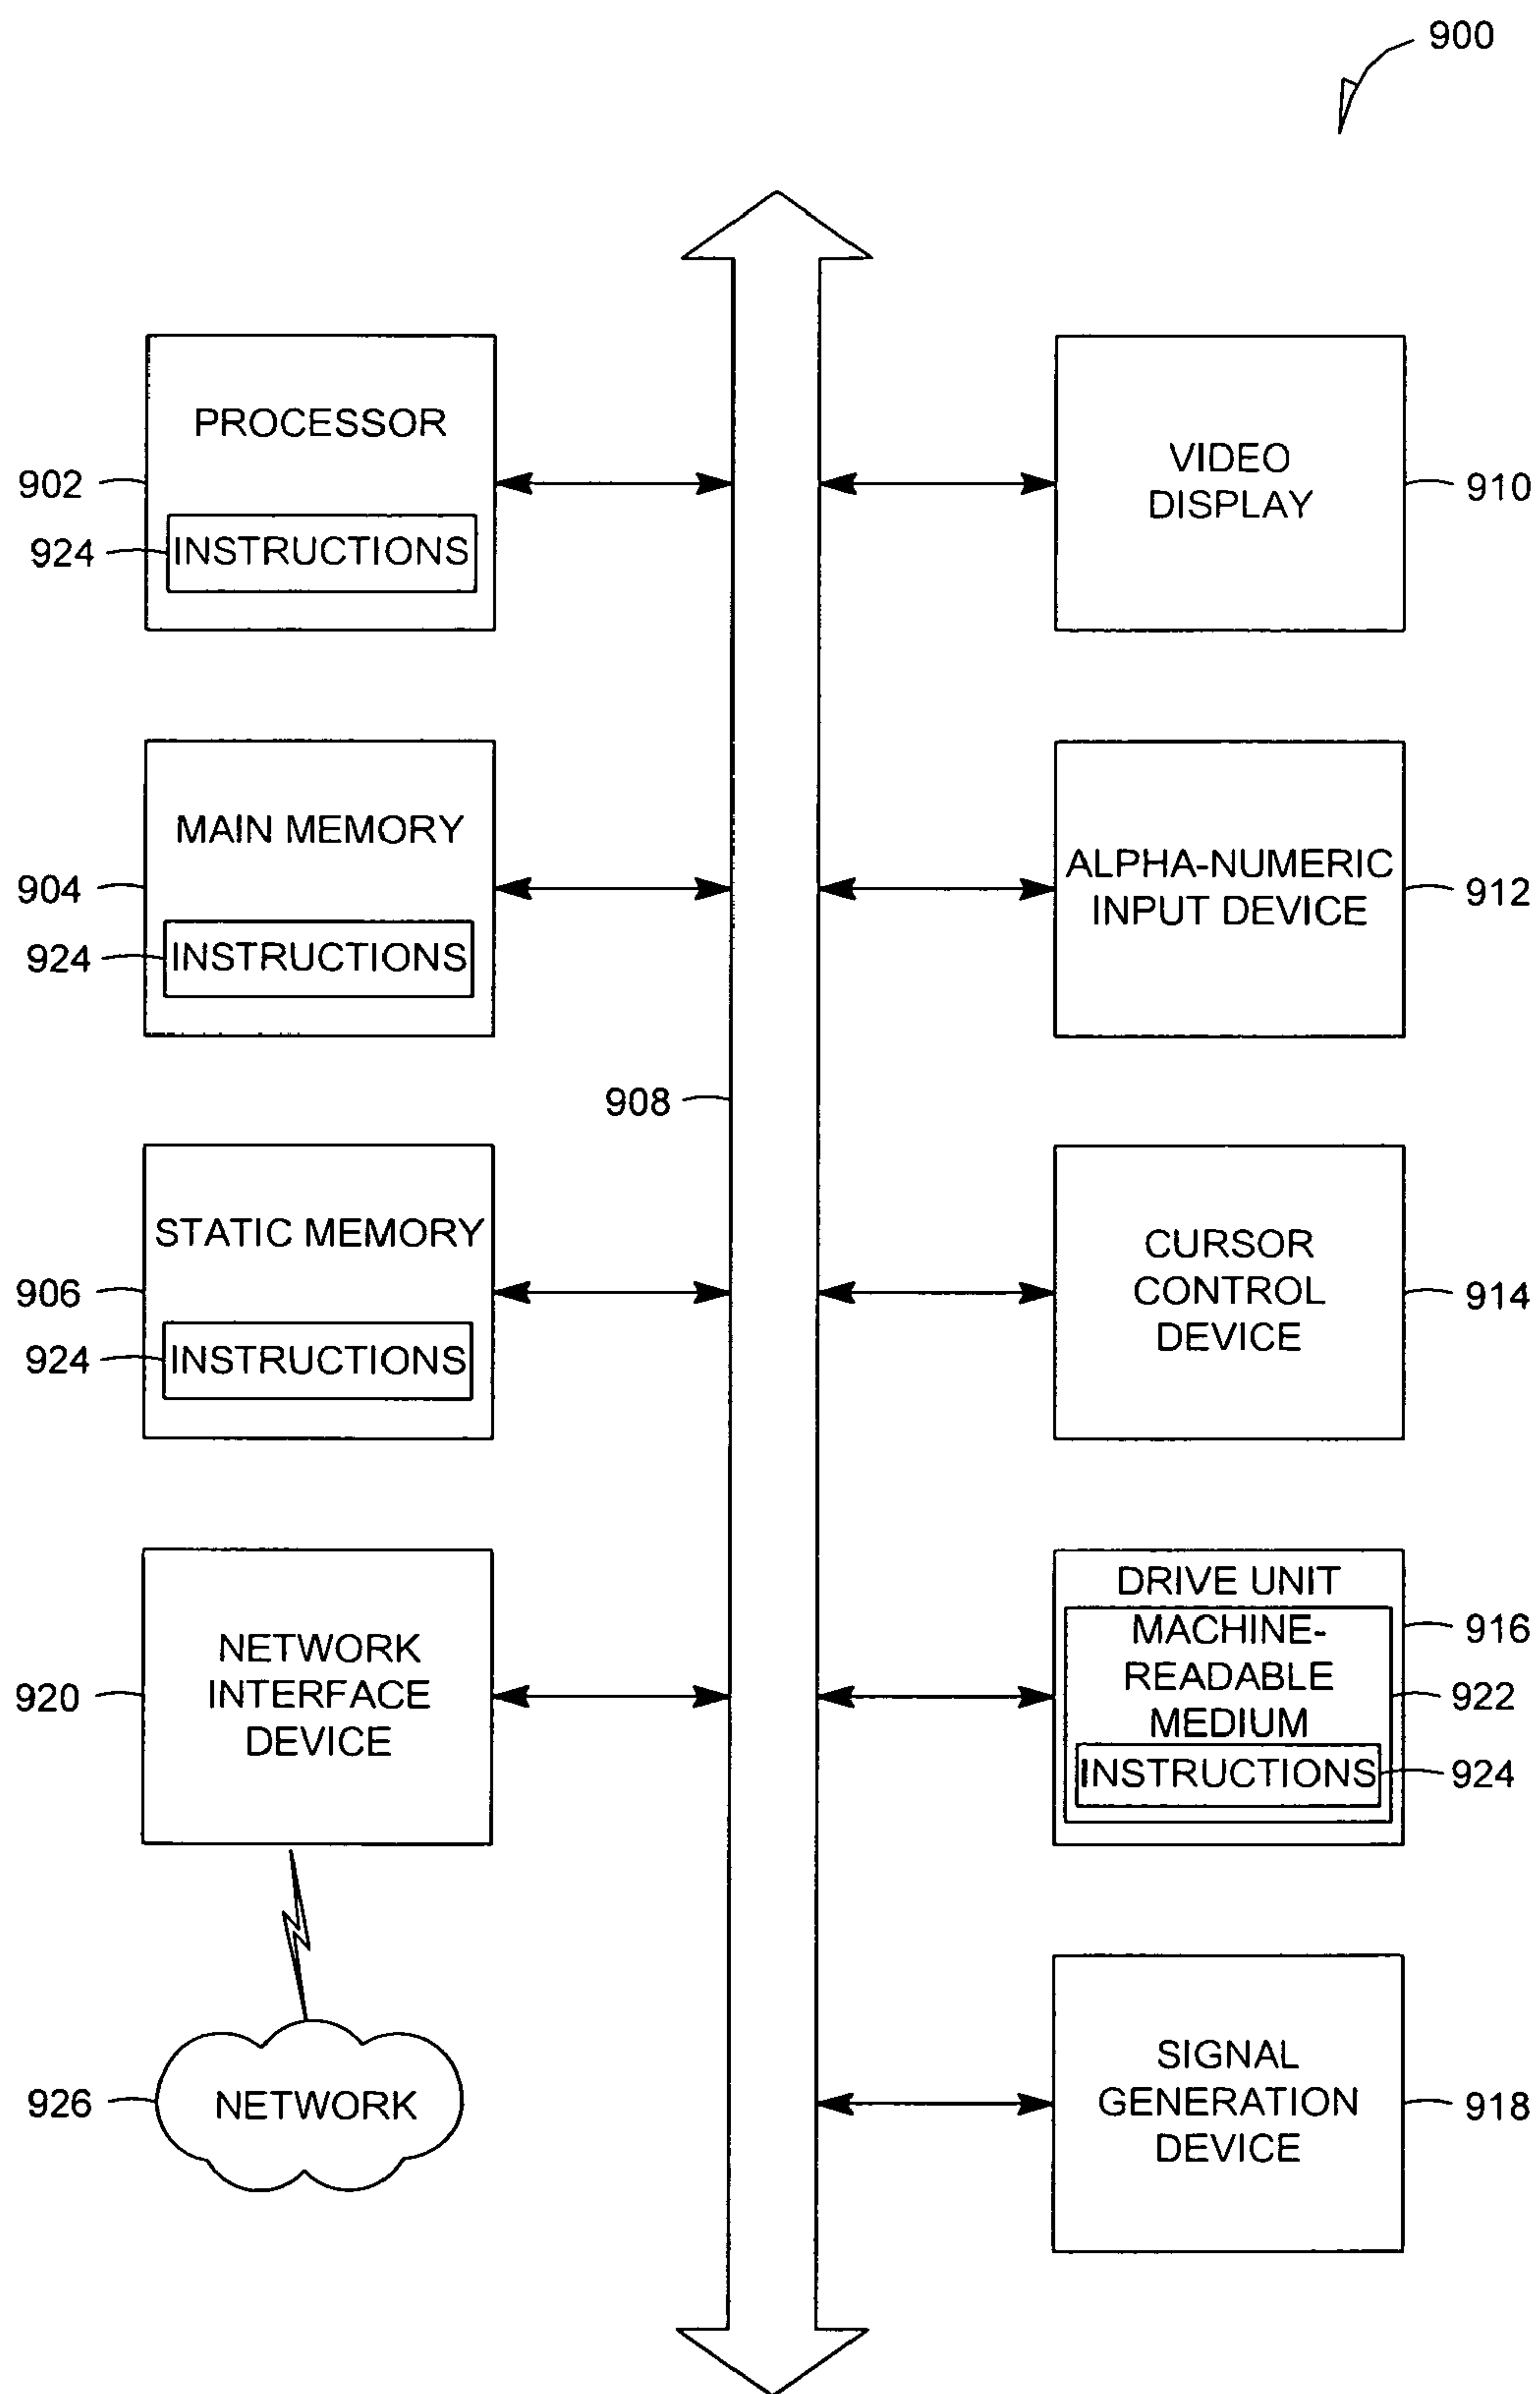 900
PROCESSOR
902
924
INSTRUCTIONS
VIDEO
DISPLAY
910
MAIN MEMORY
904
924
INSTRUCTIONS
ALPHA-NUMERIC
INPUT DEVICE
912
908
STATIC MEMORY
906
924
INSTRUCTIONS
CURSOR
CONTROL
DEVICE
914
NETWORK
INTERFACE
DEVICE
920
DRIVE UNIT
916
MACHINE-
READABLE
MEDIUM
922
INSTRUCTIONS
924
926
NETWORK
SIGNAL
GENERATION
DEVICE
918